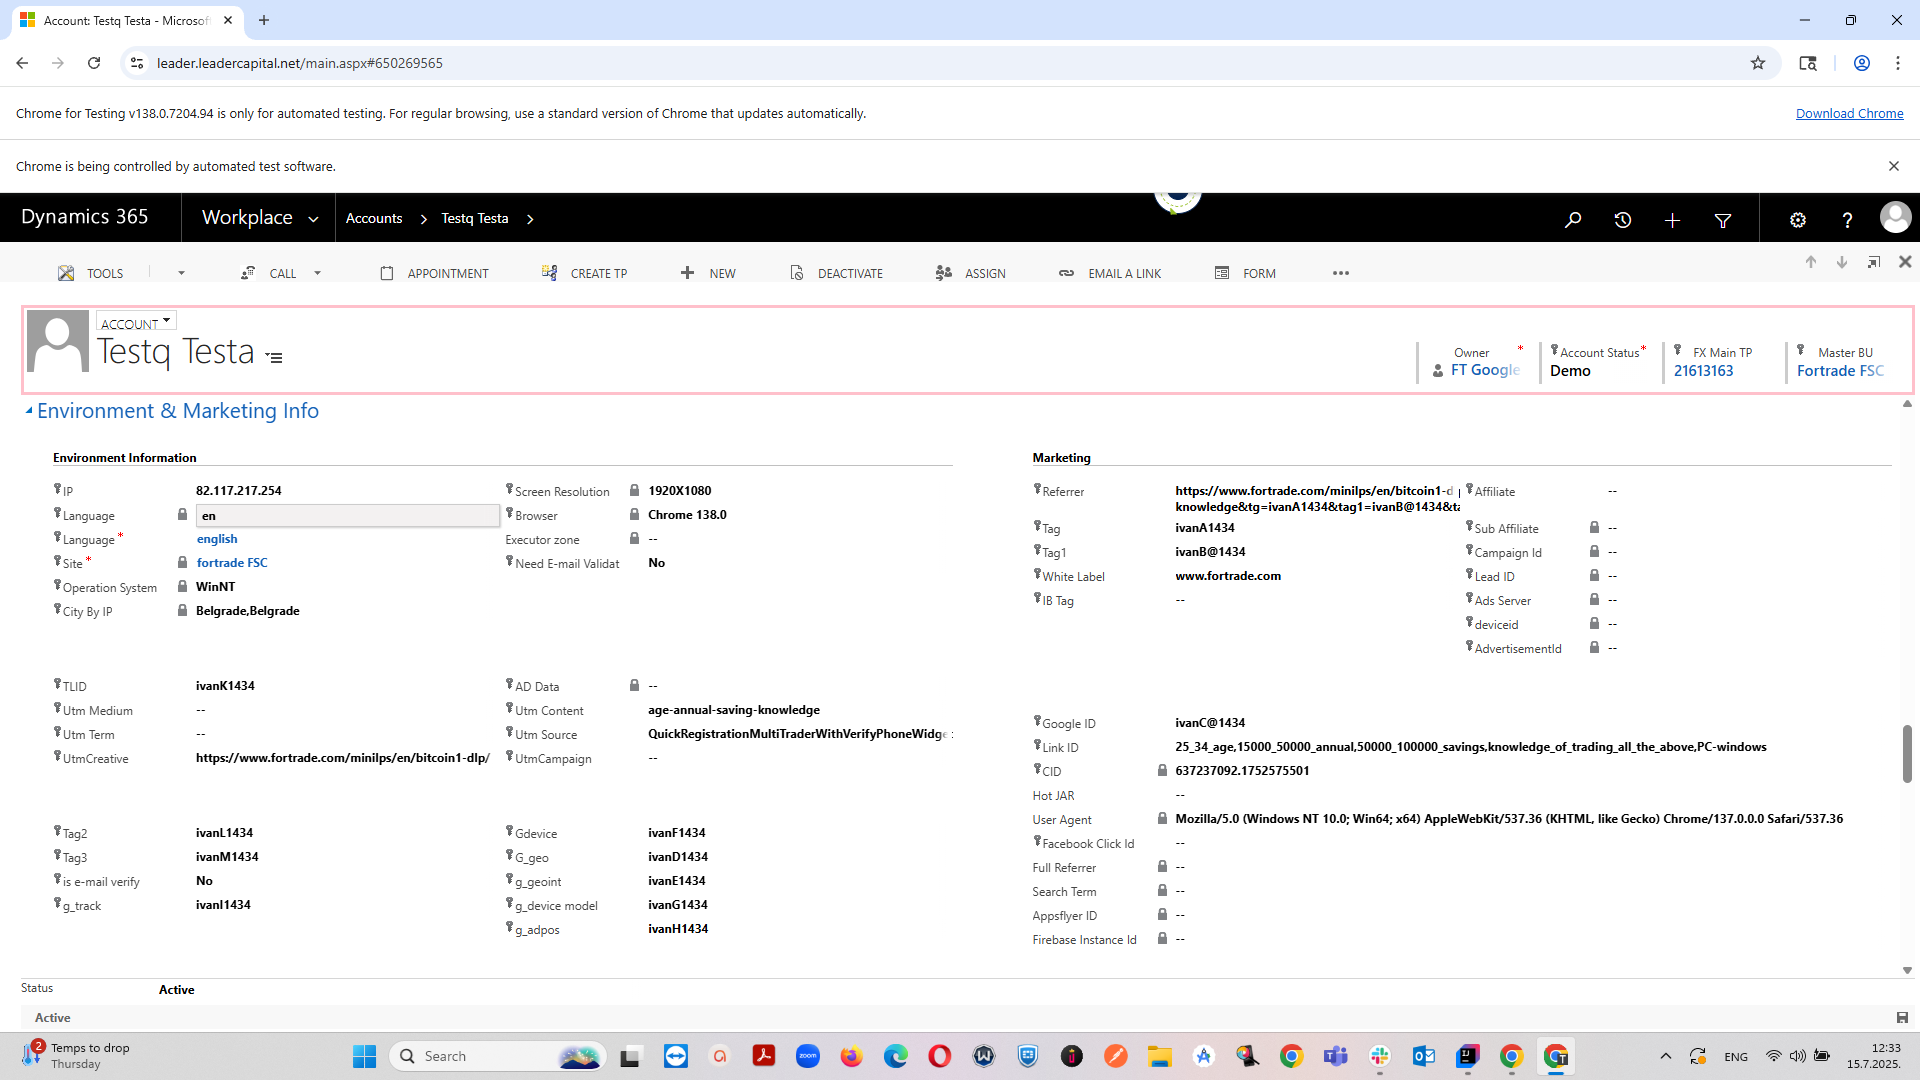 Account: Testq Testa - Microsof
leader.leadercapital.net/main.aspx#650269565
Chrome for Testing v138.0.7204.94 is only for automated testing. For regular browsing, use a standard version of Chrome that updates automatically.
Download Chrome
Chrome is being controlled by automated test software.
Dynamics 365
Workplace
Accounts
Testq Testa
TOOLS
CALL
APPOINTMENT
CREATE TP
NEW
DEACTIVATE
ASSIGN
EMAIL A LINK
FORM
ACCOUNT
Testq Testa
Owner *
FT Google
Account Status *
Demo
FX Main TP
21613163
Master BU
Fortrade FSC
Environment & Marketing Info
Environment Information
IP 82.117.217.254
Language en
Language * english
Site * fortrade FSC
Operation System WinNT
City By IP Belgrade,Belgrade
Screen Resolution 1920X1080
Browser Chrome 138.0
Executor zone --
Need E-mail Validat No
TLID ivanK1434
Utm Medium --
Utm Term --
UtmCreative https://www.fortrade.com/minilps/en/bitcoin1-dlp/
AD Data --
Utm Content age-annual-saving-knowledge
Utm Source QuickRegistrationMultiTraderWithVerifyPhoneWidge
UtmCampaign --
Tag2 ivanL1434
Tag3 ivanM1434
is e-mail verify No
g_track ivanI1434
Gdevice ivanF1434
G_geo ivanD1434
g_geoint ivanE1434
g_device model ivanG1434
g_adpos ivanH1434
Marketing
Referrer https://www.fortrade.com/minilps/en/bitcoin1-d
knowledge&tg=ivanA1434&tag1=ivanB@1434&ta
Tag ivanA1434
Tag1 ivanB@1434
White Label www.fortrade.com
IB Tag --
Affiliate --
Sub Affiliate --
Campaign Id --
Lead ID --
Ads Server --
deviceid --
AdvertisementId --
Google ID ivanC@1434
Link ID 25_34_age,15000_50000_annual,50000_100000_savings,knowledge_of_trading_all_the_above,PC-windows
CID 637237092.1752575501
Hot JAR --
User Agent Mozilla/5.0 (Windows NT 10.0; Win64; x64) AppleWebKit/537.36 (KHTML, like Gecko) Chrome/137.0.0.0 Safari/537.36
Facebook Click Id --
Full Referrer --
Search Term --
Appsflyer ID --
Firebase Instance Id --
Status Active
Active
2
Temps to drop
Thursday
Search
zoom
ENG
12:33
15.7.2025.